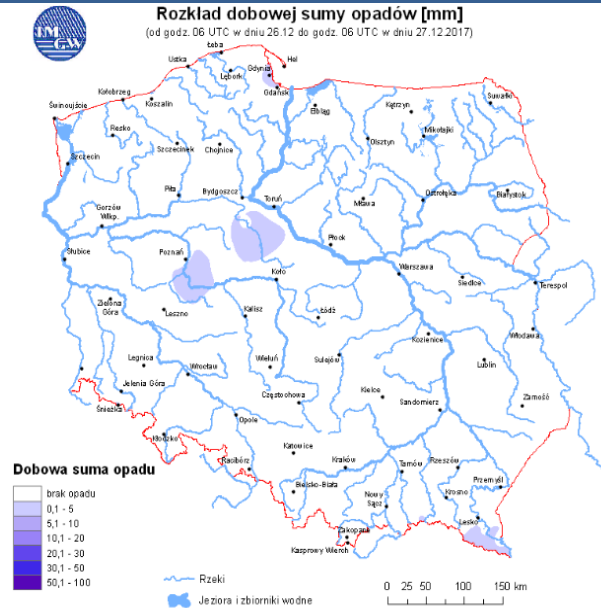 IM
GW
Rozkład dobowej sumy opadów [mm]
(od godz. 06 UTC w dniu 26.12 do godz. 06 UTC w dniu 27.12.2017)
Łeba
Hel
Ustka
Gdynia
Lębork
Gdańsk
Suwałki
Kołobrzeg
Koszalin
Kętrzyn
Elbląg
Świnoujście
Resko
Mikołajki
Olsztyn
Szczecinek
Chojnice
Szczecin
Piła
Bydgoszcz
Toruń
Mława
Ostrołęka
Białystok
Gorzów
Wlkp.
Płock
Słubice
Poznań
Koło
Warszawa
Siedlce
Terespol
Zielona
Góra
Leszno
Kalisz
Łódź
Kozienice
Włodawa
Legnica
Wrocław
Wieluń
Sulejów
Lublin
Jelenia Góra
Kielce
Śnieżka
Częstochowa
Sandomierz
Zamość
Opole
Kłodzko
Katowice
Racibórz
Kraków
Tarnów
Rzeszów
Bielsko-Biała
Przemyśl
Nowy
Sącz
Krosno
Lesko
Zakopane
Kasprowy Wierch
Dobowa suma opadu
brak opadu
0,1 - 5
5,1 - 10
10,1 - 20
20,1 - 30
30,1 - 50
50,1 - 100
Rzeki
Jeziora i zbiorniki wodne
0 25 50 100 150 km